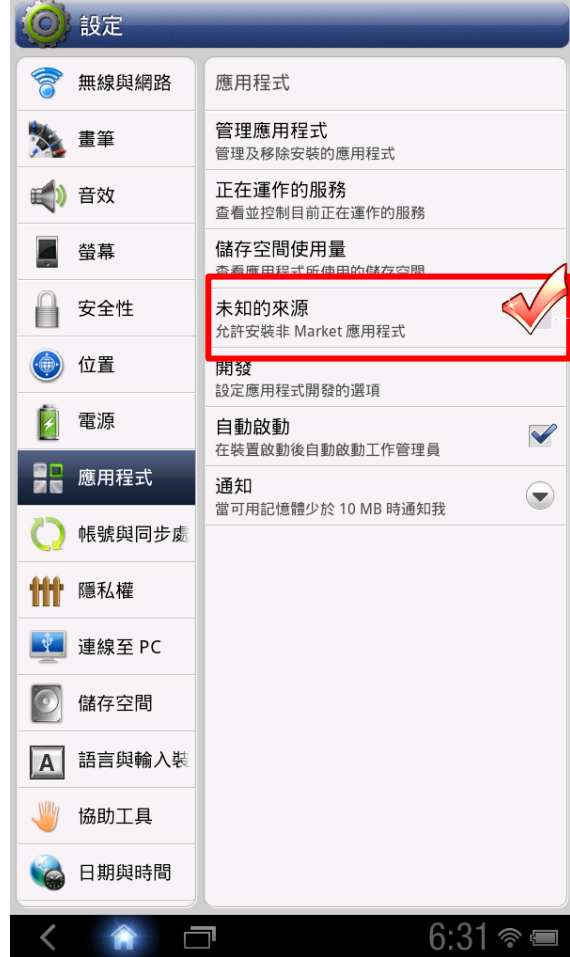 設定
無線與網路
畫筆
音效
螢幕
安全性
位置
電源
應用程式
帳號與同步處
隱私權
連線至 PC
儲存空間
語言與輸入裝
協助工具
日期與時間
應用程式
管理應用程式
管理及移除安裝的應用程式
正在運作的服務
查看並控制目前正在運作的服務
儲存空間使用量
查看應用程式所使用的儲存空間
未知的來源
允許安裝非 Market 應用程式
開發
設定應用程式開發的選項
自動啟動
在裝置啟動後自動啟動工作管理員
通知
當可用記憶體少於 10 MB 時通知我
A
6:31